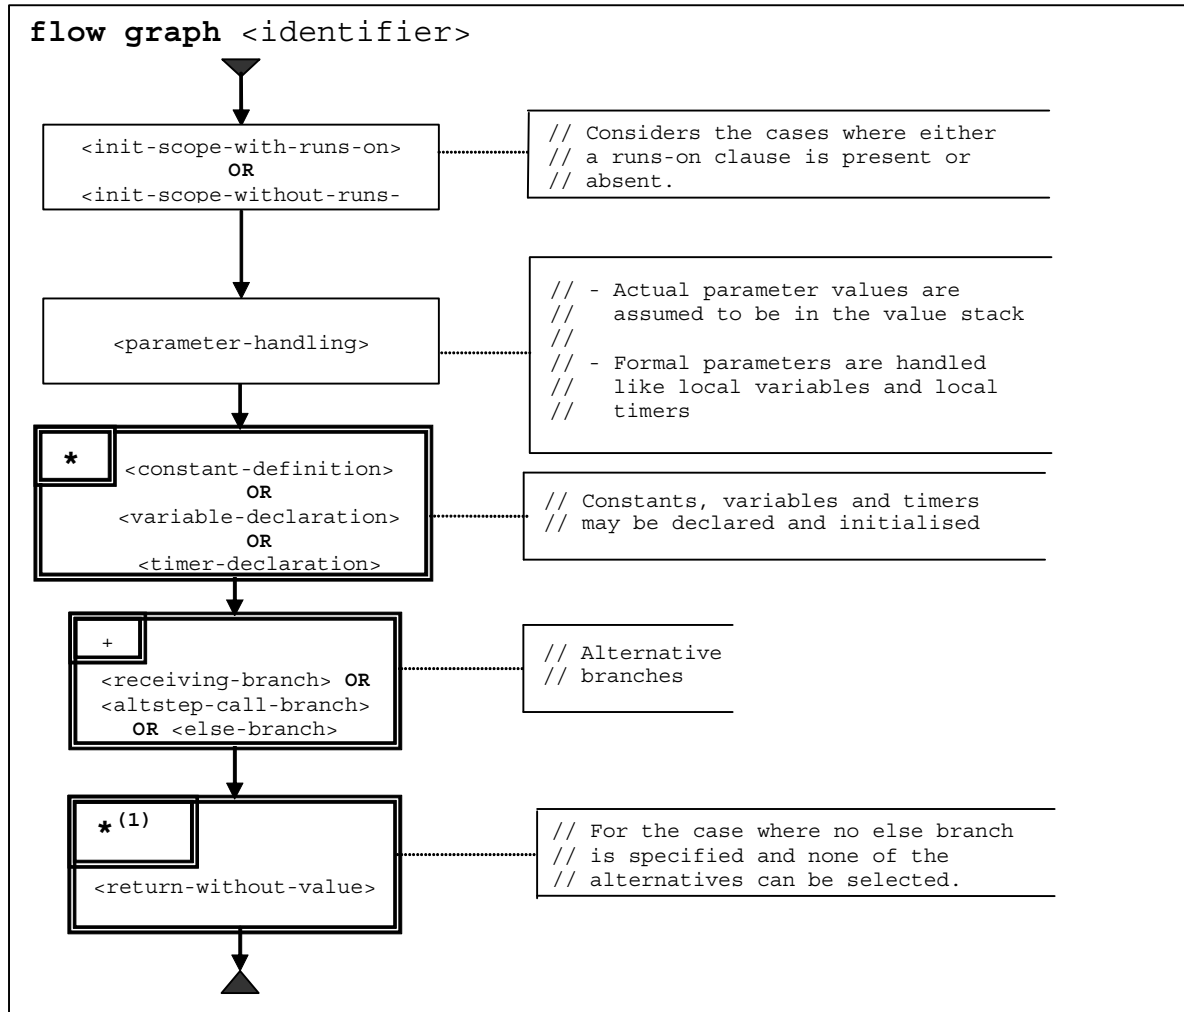 flow graph <identifier>
<init-scope-with-runs-on>
OR
<init-scope-without-runs-
// Considers the cases where either
// a runs-on clause is present or
// absent.
<parameter-handling>
// - Actual parameter values are
//   assumed to be in the value stack
//
// - Formal parameters are handled
//   like local variables and local
//   timers
*
<constant-definition>
OR
<variable-declaration>
OR
<timer-declaration>
// Constants, variables and timers
// may be declared and initialised
+
<receiving-branch> OR
<altstep-call-branch>
OR <else-branch>
// Alternative
// branches
*(1)
<return-without-value>
// For the case where no else branch
// is specified and none of the
// alternatives can be selected.